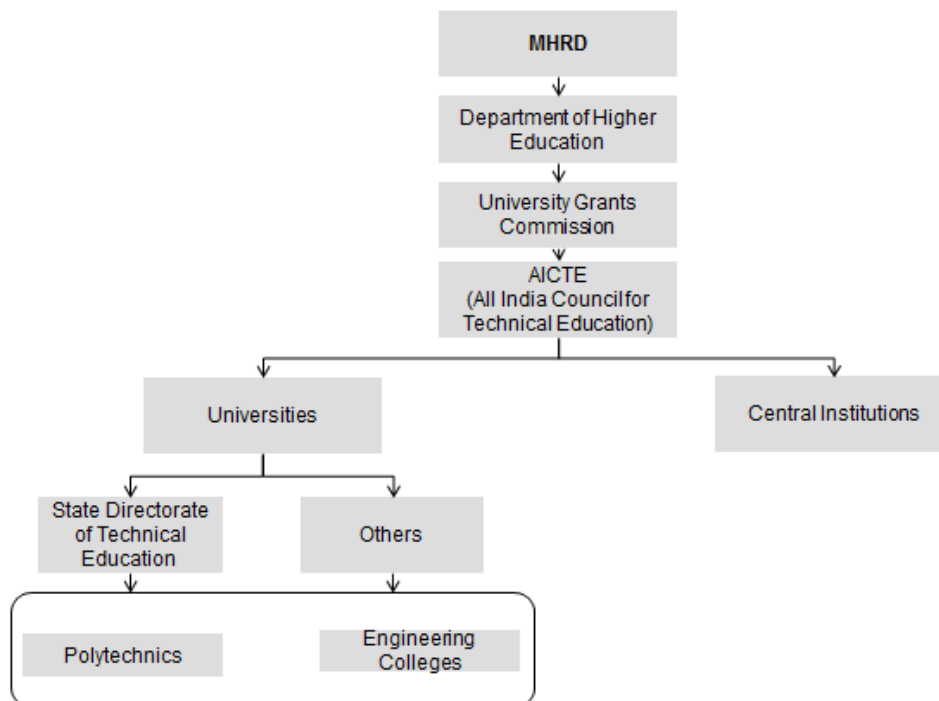 MHRD
Department of Higher
Education
University Grants
Commission
AICTE
(All India Council for
Technical Education)
Universities
Central Institutions
State Directorate
of Technical
Education
Others
Polytechnics
Engineering
Colleges